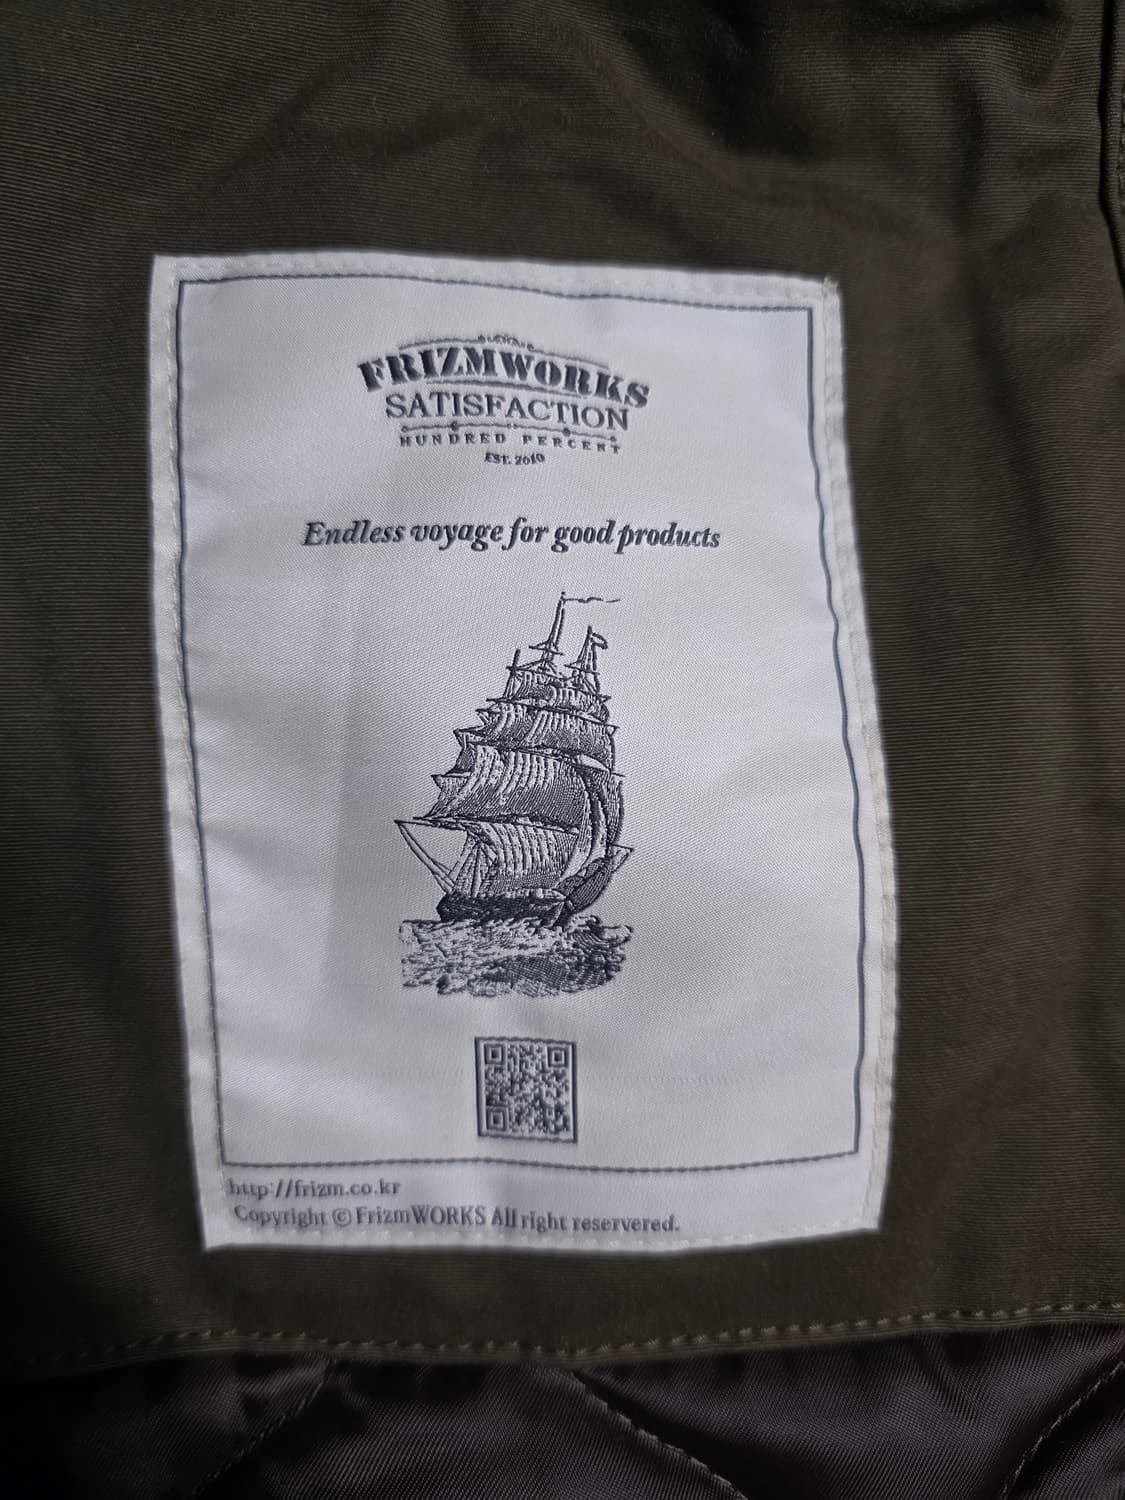 FRIZMWORKS
SATISFACTION
HUNDRED PERCENT
EST. 2010
Endless voyage for good products
http://frizm.co.kr
Copyright © FrizmWORKS All right reservered.